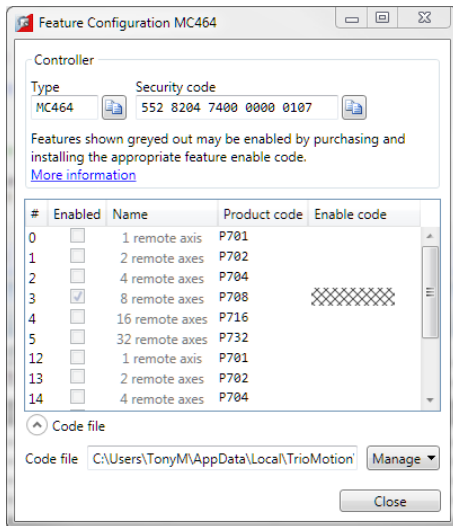 Feature Configuration MC464
Controller
Type Security code
MC464 552 8204 7400 0000 0107
Features shown greyed out may be enabled by purchasing and
installing the appropriate feature enable code.
More information
# Enabled Name Product code Enable code
0 1 remote axis P701
1 2 remote axes P702
2 4 remote axes P704
3 8 remote axes P708
4 16 remote axes P716
5 32 remote axes P732
12 1 remote axis P701
13 2 remote axes P702
14 4 remote axes P704
Code file
Code file C:\Users\TonyM\AppData\Local\TrioMotion\ Manage
Close